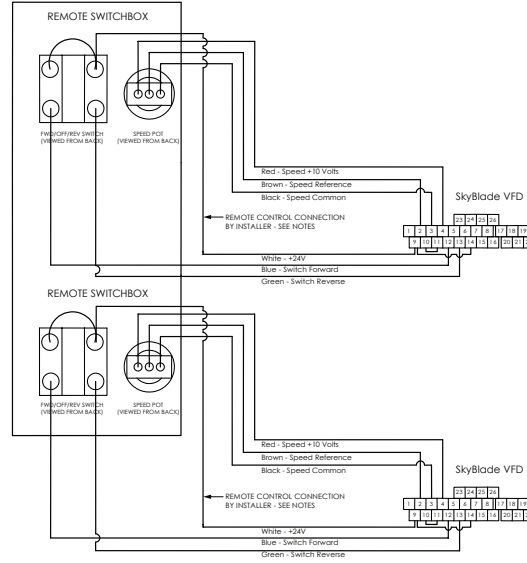 REMOTE SWITCHBOX
FWD/OFF/REV SWITCH
(VIEWED FROM BACK)
SPEED POT
(VIEWED FROM BACK)
Red - Speed +10 Volts
Brown - Speed Reference
Black - Speed Common
SkyBlade VFD
23 24 25 26
1 2 3 4 5 6 7 8 17 18 19
9 10 11 12 13 14 15 16 20 21
REMOTE CONTROL CONNECTION
BY INSTALLER - SEE NOTES
White - +24V
Blue - Switch Forward
Green - Switch Reverse
REMOTE SWITCHBOX
FWD/OFF/REV SWITCH
(VIEWED FROM BACK)
SPEED POT
(VIEWED FROM BACK)
Red - Speed +10 Volts
Brown - Speed Reference
Black - Speed Common
SkyBlade VFD
23 24 25 26
1 2 3 4 5 6 7 8 17 18 19
9 10 11 12 13 14 15 16 20 21
REMOTE CONTROL CONNECTION
BY INSTALLER - SEE NOTES
White - +24V
Blue - Switch Forward
Green - Switch Reverse